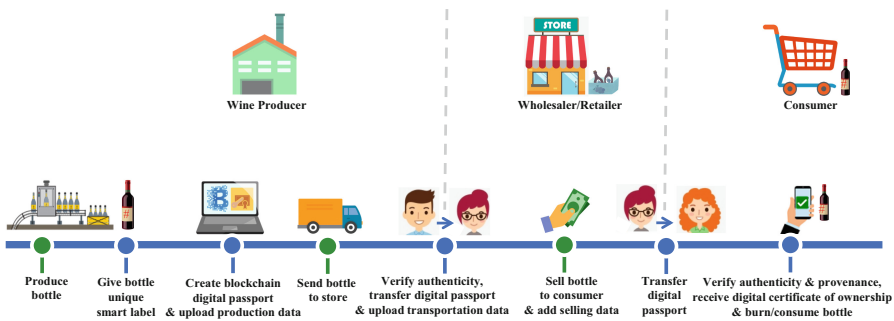 STORE
Wine Producer
Wholesaler/Retailer
Consumer
Produce
bottle
Give bottle
unique
smart label
Create blockchain
digital passport
& upload production data
Send bottle
to store
Verify authenticity,
transfer digital passport
& upload transportation data
Sell bottle
to consumer
& add selling data
Transfer
digital
passport
Verify authenticity & provenance,
receive digital certificate of ownership
& burn/consume bottle